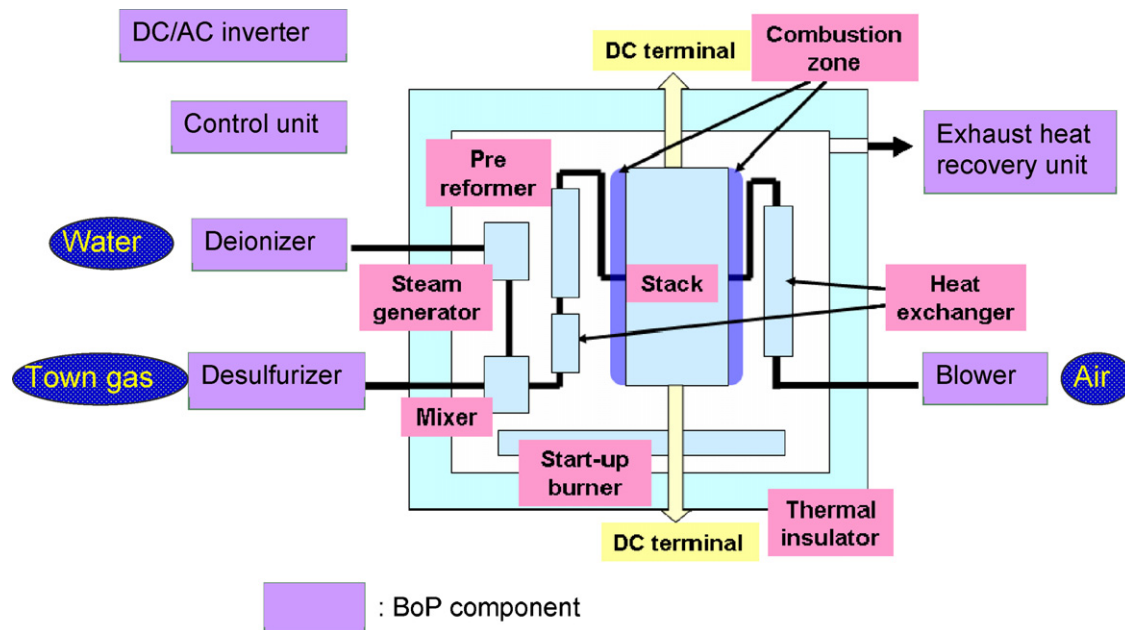 DC/AC inverter
DC terminal
Combustion
zone
Control unit
Pre
reformer
Exhaust heat
recovery unit
Water
Deionizer
Steam
generator
Stack
Heat
exchanger
Town gas
Desulfurizer
Mixer
Blower
Air
Start-up
burner
DC terminal
Thermal
insulator
: BoP component